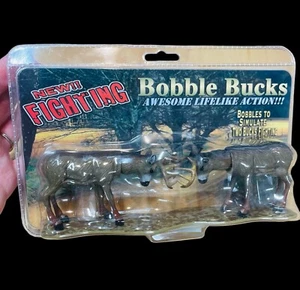 NEW!!
FIGHTING
Bobble Bucks
AWESOME LIFELIKE ACTION!!!
BOBBLES TO
SIMULATE
TWO BUCKS FIGHTING